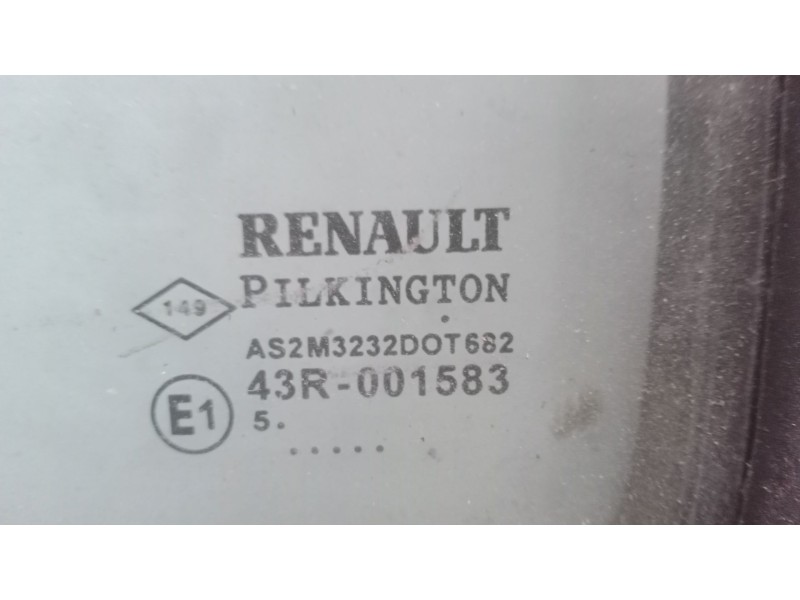 RENAULT
PILKINGTON
149
AS2M3232DOT682
43R-001583
E1
5.
.....